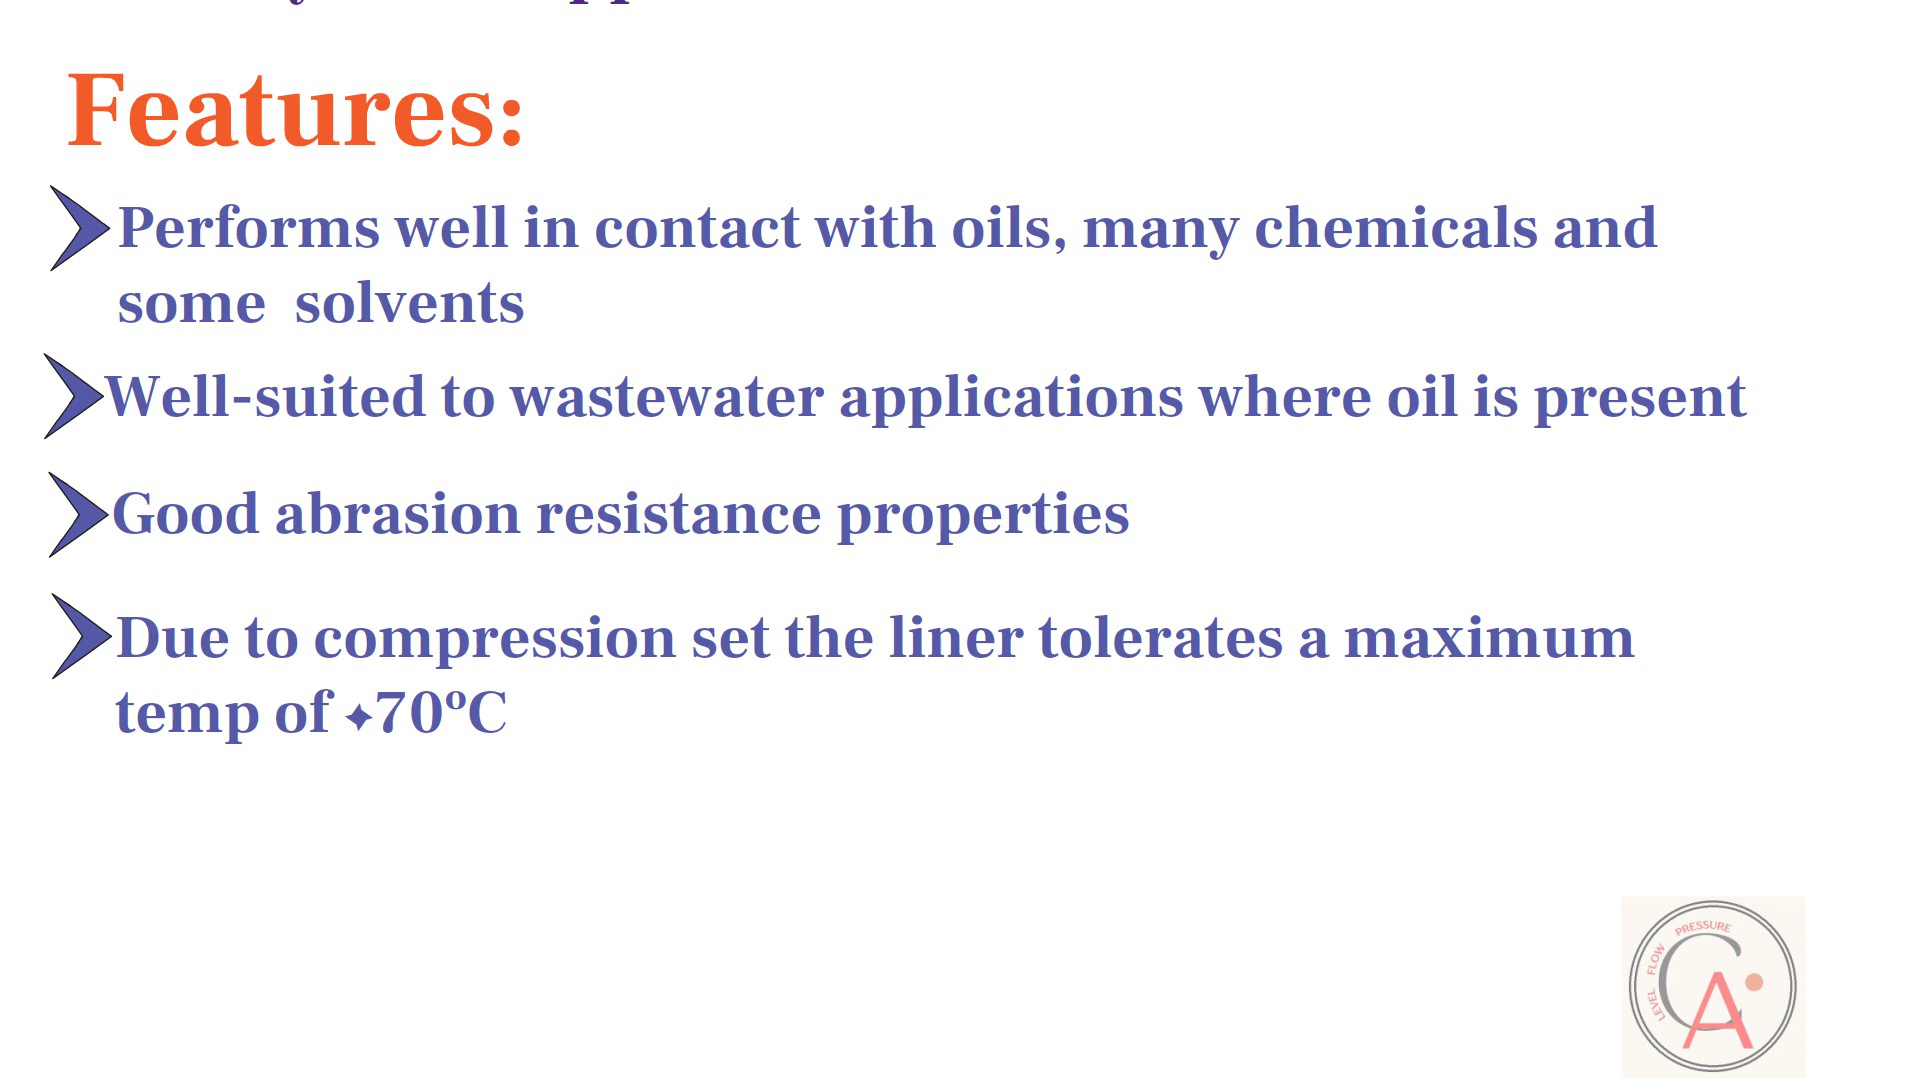 Features:
Performs well in contact with oils, many chemicals and
some  solvents
Well-suited to wastewater applications where oil is present
Good abrasion resistance properties
Due to compression set the liner tolerates a maximum
temp of ✦70ºC
PRESSURE
FLOW
LEVEL
CA